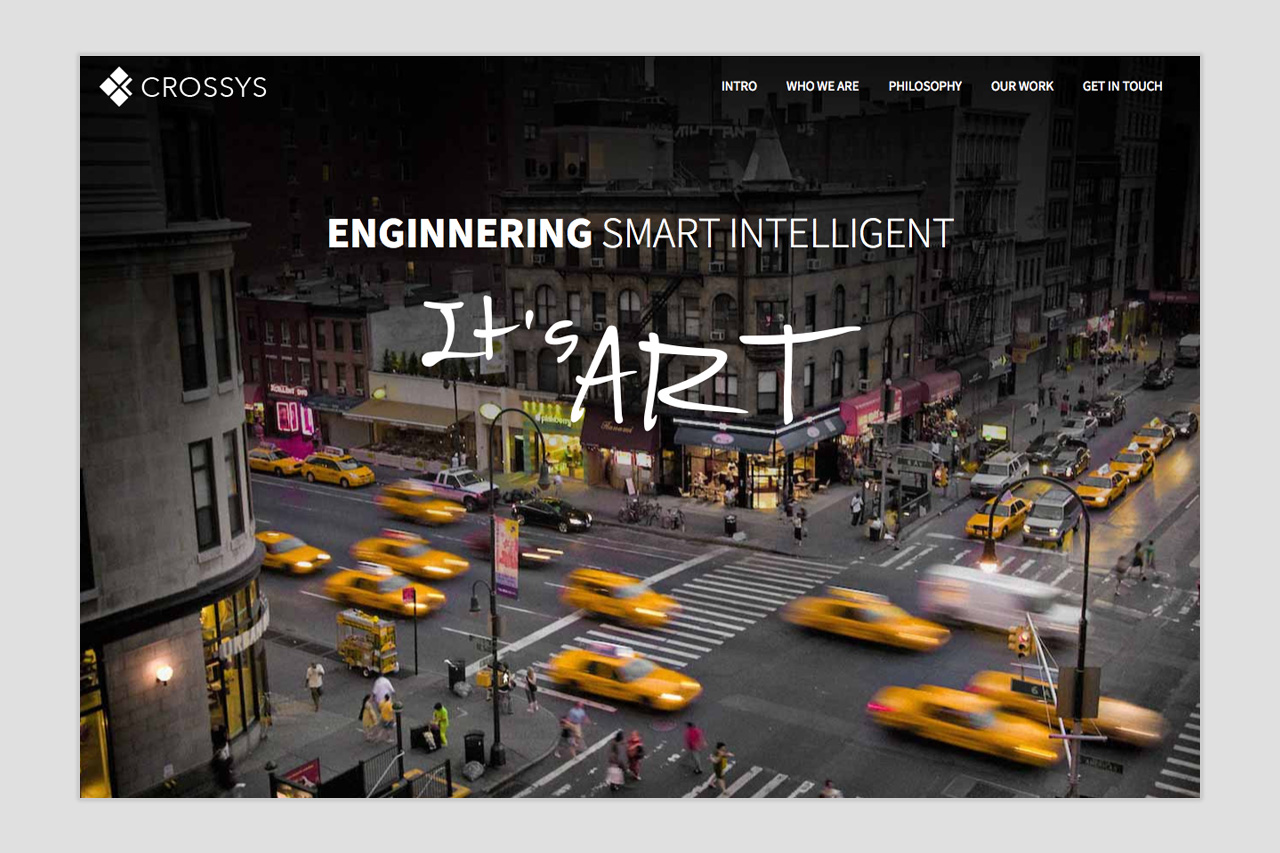 CROSSYS
INTRO WHO WE ARE PHILOSOPHY OUR WORK GET IN TOUCH
ENGINNERING SMART INTELLIGENT
It's ART